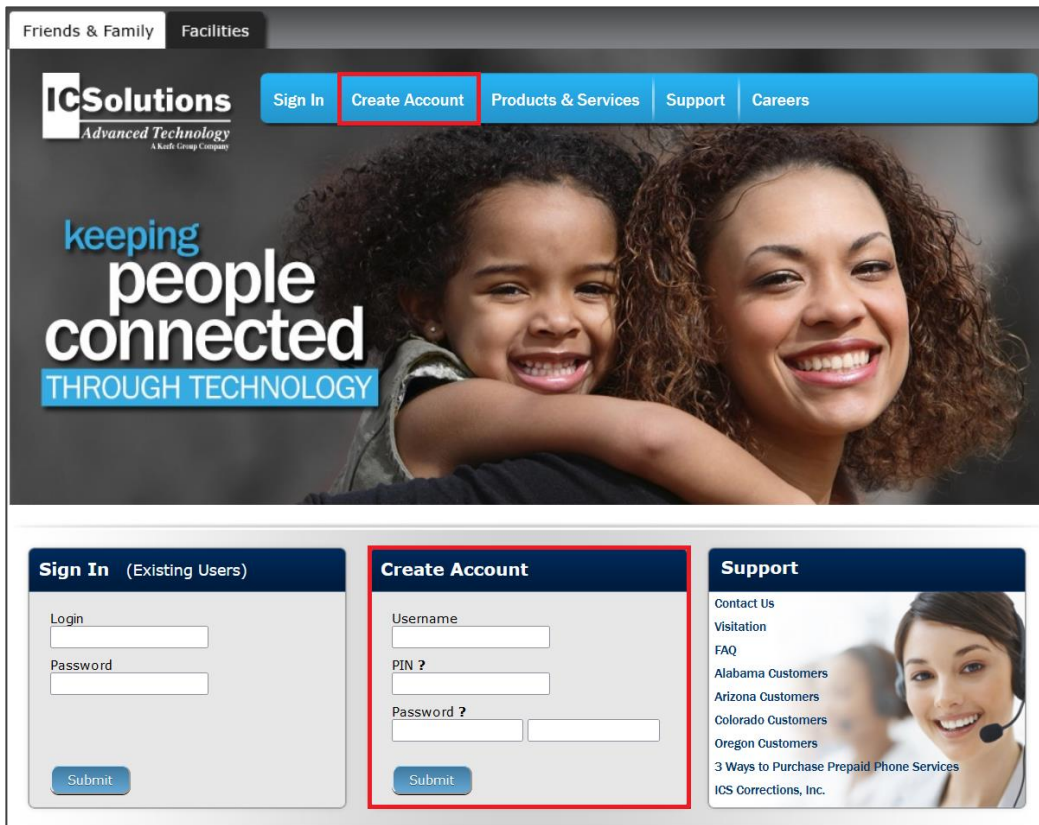 Friends & Family Facilities
ICSolutions
Advanced Technology
A Keefe Group Company
Sign In Create Account Products & Services Support Careers
keeping
people
connected
THROUGH TECHNOLOGY
Sign In (Existing Users)
Login
Password
Submit
Create Account
Username
PIN ?
Password ?
Submit
Support
Contact Us
Visitation
FAQ
Alabama Customers
Arizona Customers
Colorado Customers
Oregon Customers
3 Ways to Purchase Prepaid Phone Services
ICS Corrections, Inc.